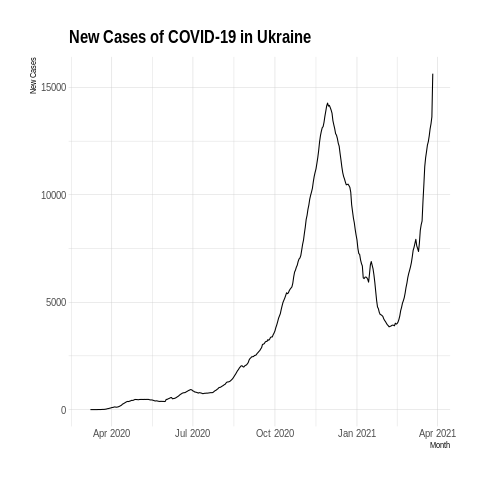 New Cases of COVID-19 in Ukraine
New Cases
15000
10000
5000
0
Apr 2020 Jul 2020 Oct 2020 Jan 2021 Apr 2021
Month